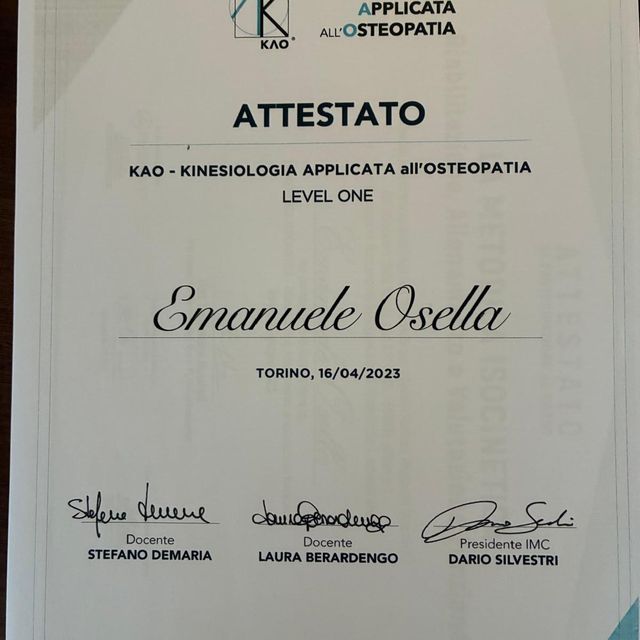 KAO®
APPLICATA
ALL'OSTEOPATIA
ATTESTATO
KAO - KINESIOLOGIA APPLICATA all'OSTEOPATIA
LEVEL ONE
Emanuele Osella
TORINO, 16/04/2023
Docente
STEFANO DEMARIA
Docente
LAURA BERARDENGO
Presidente IMC
DARIO SILVESTRI